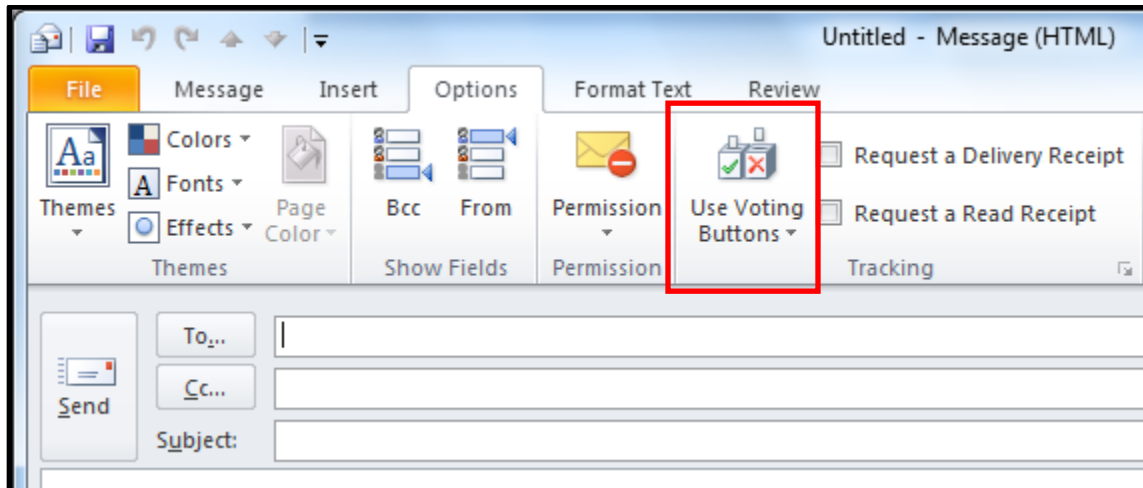 Untitled - Message (HTML)
File Message Insert Options Format Text Review
Aa Themes
Colors
A Fonts
Effects
Page Color
Themes
Bcc From
Show Fields
Permission
Permission
Use Voting Buttons
Request a Delivery Receipt
Request a Read Receipt
Tracking
Send
To...
Cc...
Subject: